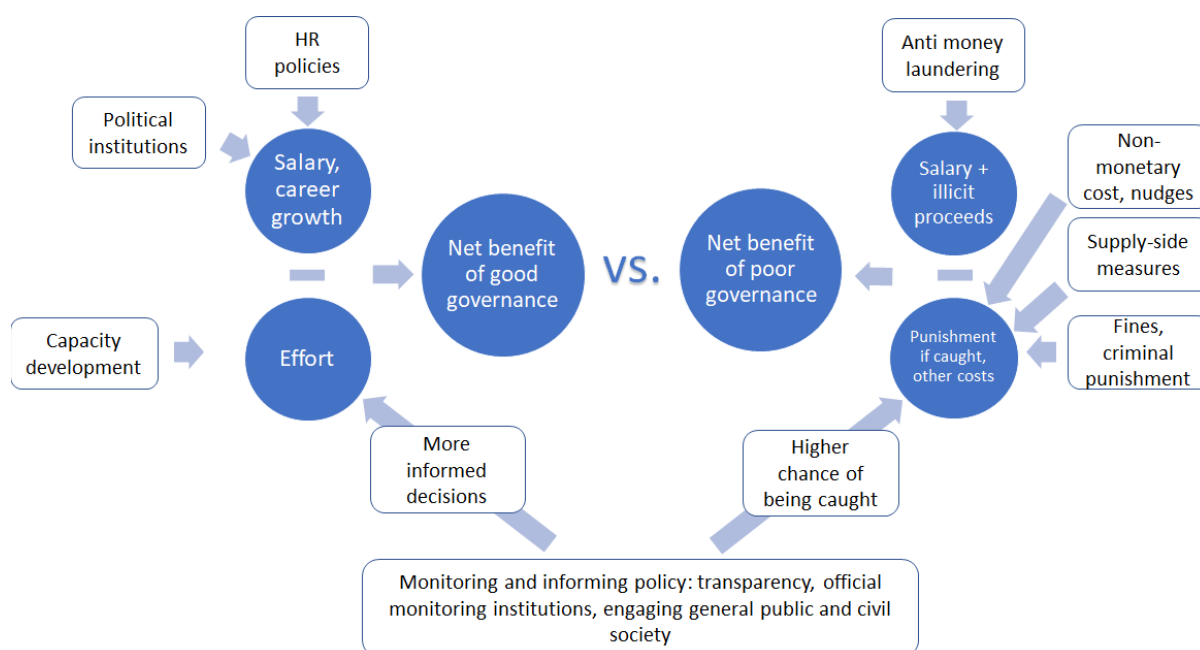 HR
policies
Anti money
laundering
Political
institutions
Non-
monetary
cost, nudges
Salary,
career
growth
Salary +
illicit
proceeds
Supply-side
measures
Net benefit
of good
governance
vs.
Net benefit
of poor
governance
Capacity
development
Effort
Punishment
if caught,
other costs
Fines,
criminal
punishment
More
informed
decisions
Higher
chance of
being caught
Monitoring and informing policy: transparency, official
monitoring institutions, engaging general public and civil
society